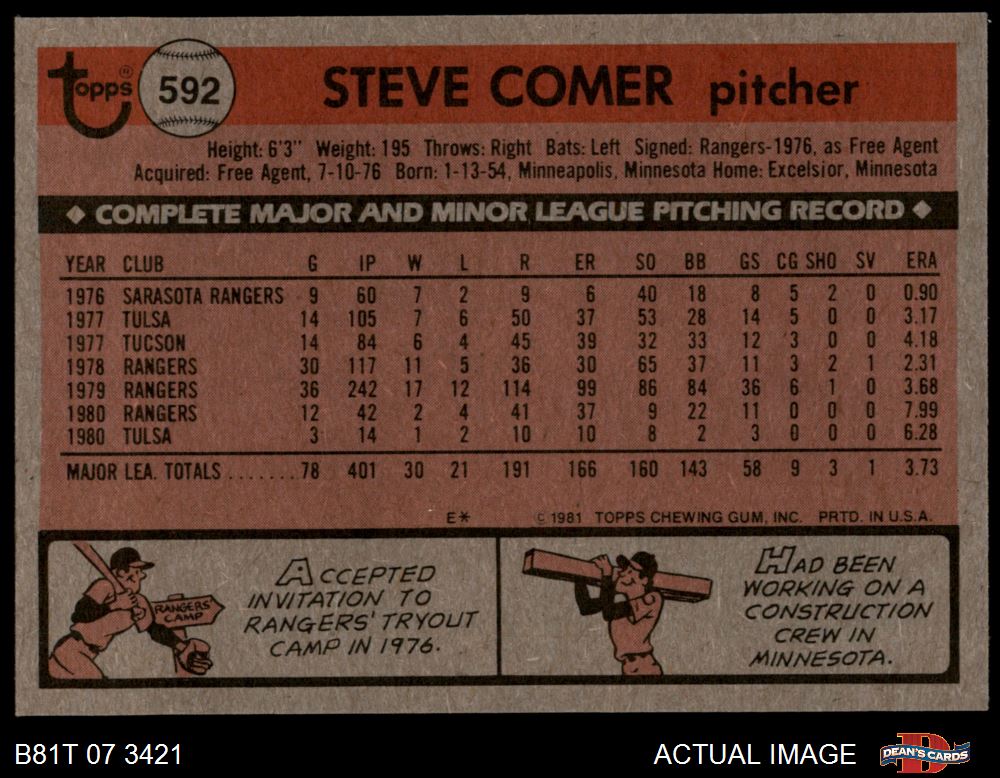 topps 592 STEVE COMER pitcher
Height: 6'3" Weight: 195 Throws: Right Bats: Left Signed: Rangers-1976, as Free Agent
Acquired: Free Agent, 7-10-76 Born: 1-13-54, Minneapolis, Minnesota Home: Excelsior, Minnesota
◆ COMPLETE MAJOR AND MINOR LEAGUE PITCHING RECORD ◆
YEAR CLUB G IP W L R ER SO BB GS CG SHO SV ERA
1976 SARASOTA RANGERS 9 60 7 2 9 6 40 18 8 5 2 0 0.90
1977 TULSA 14 105 7 6 50 37 53 28 14 5 0 0 3.17
1977 TUCSON 14 84 6 4 45 39 32 33 12 3 0 0 4.18
1978 RANGERS 30 117 11 5 36 30 65 37 11 3 2 1 2.31
1979 RANGERS 36 242 17 12 114 99 86 84 36 6 1 0 3.68
1980 RANGERS 12 42 2 4 41 37 9 22 11 0 0 0 7.99
1980 TULSA 3 14 1 2 10 10 8 2 3 0 0 0 6.28
MAJOR LEA. TOTALS ....... 78 401 30 21 191 166 160 143 58 9 3 1 3.73
E* © 1981 TOPPS CHEWING GUM, INC. PRTD. IN U.S.A.
RANGERS'
CAMP
ACCEPTED
INVITATION TO
RANGERS' TRYOUT
CAMP IN 1976.
HAD BEEN
WORKING ON A
CONSTRUCTION
CREW IN
MINNESOTA.
B81T 07 3421 ACTUAL IMAGE DEAN'S CARDS